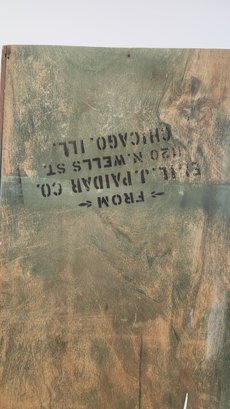 ← FROM →
EMIL J. PAIDAR CO.
1120 N. WELLS ST.
CHICAGO. ILL.